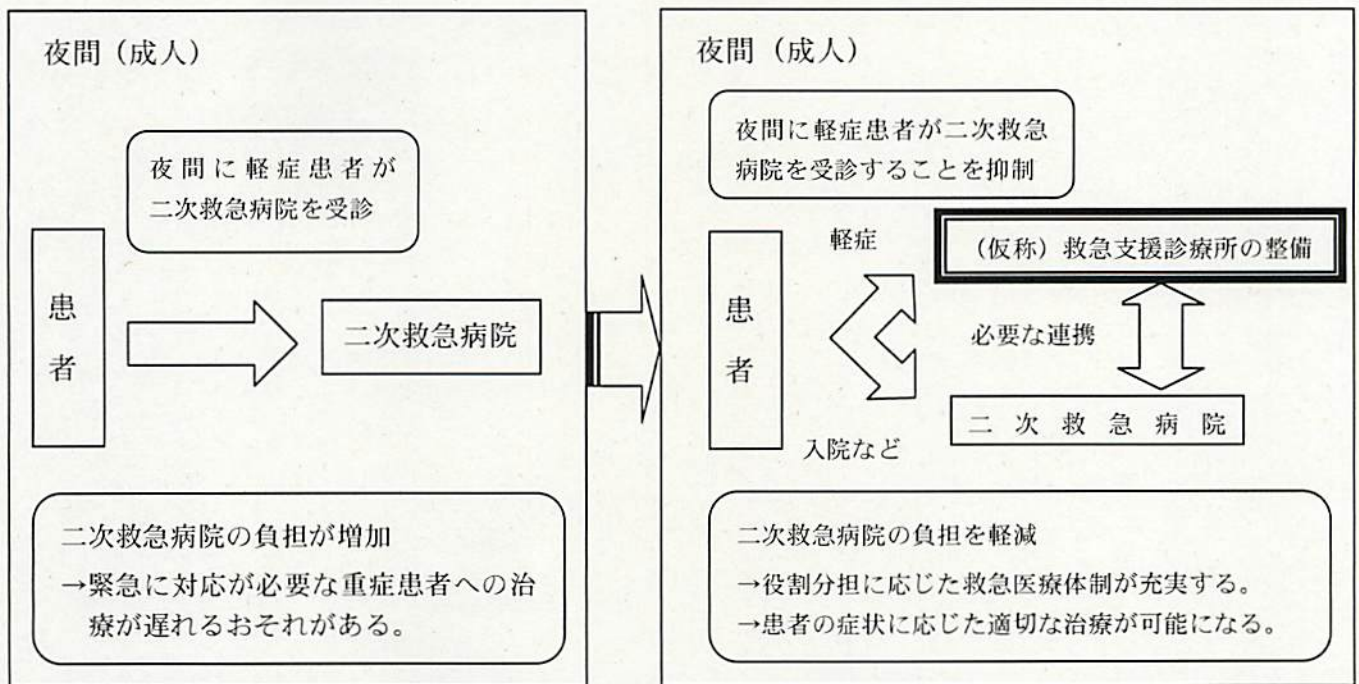 夜間（成人）
夜間に軽症患者が
二次救急病院を受診
患者
二次救急病院
二次救急病院の負担が増加
→緊急に対応が必要な重症患者への治
療が遅れるおそれがある。
夜間（成人）
夜間に軽症患者が二次救急
病院を受診することを抑制
軽症
（仮称）救急支援診療所の整備
患者
必要な連携
二次救急病院
入院など
二次救急病院の負担を軽減
→役割分担に応じた救急医療体制が充実する。
→患者の症状に応じた適切な治療が可能になる。